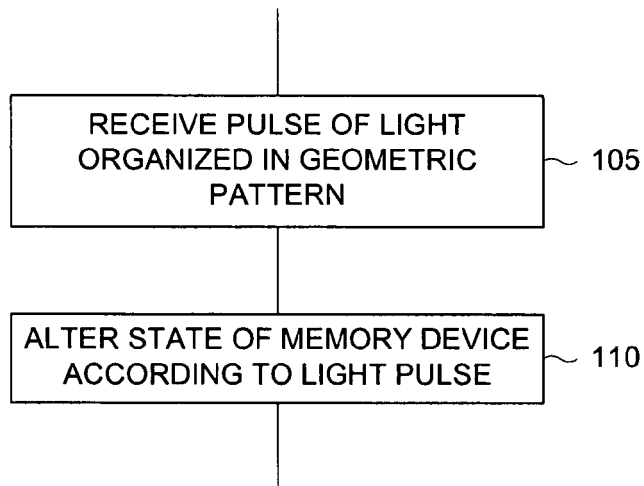 RECEIVE PULSE OF LIGHT
ORGANIZED IN GEOMETRIC
PATTERN
105
ALTER STATE OF MEMORY DEVICE
ACCORDING TO LIGHT PULSE
110